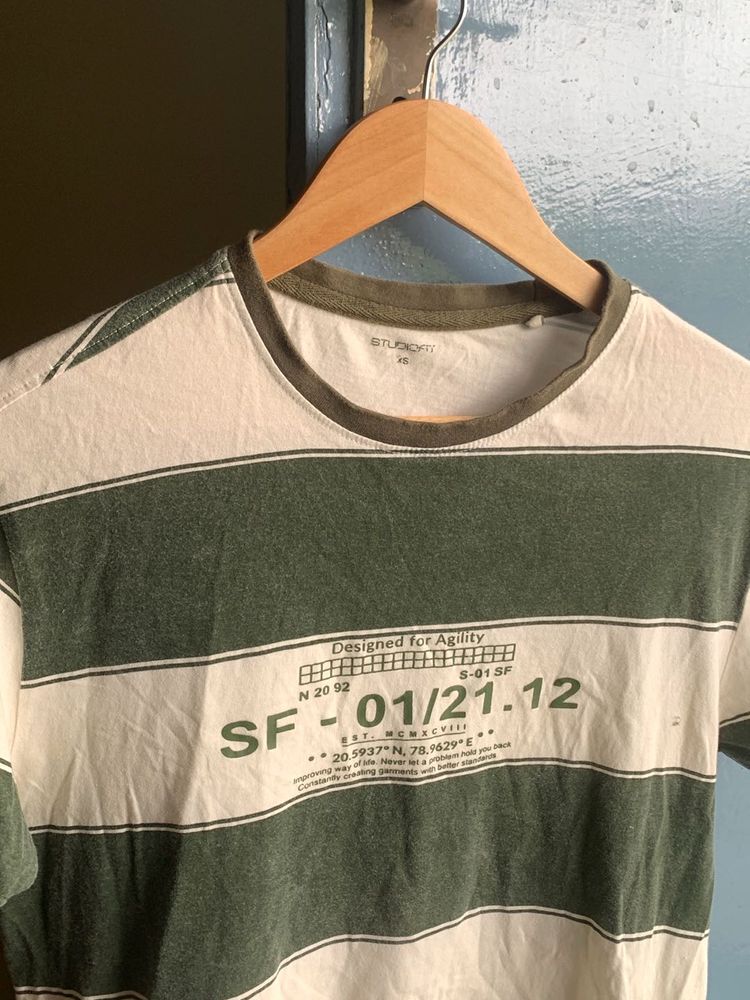 STUDIOFIT
XS
Designed for Agility
N 20 92
S-01 SF
SF - 01/21.12
EST. MCMXCVIII
20.5937° N, 78.9629° E
Improving way of life. Never let a problem hold you back
Constantly creating garments with better standards